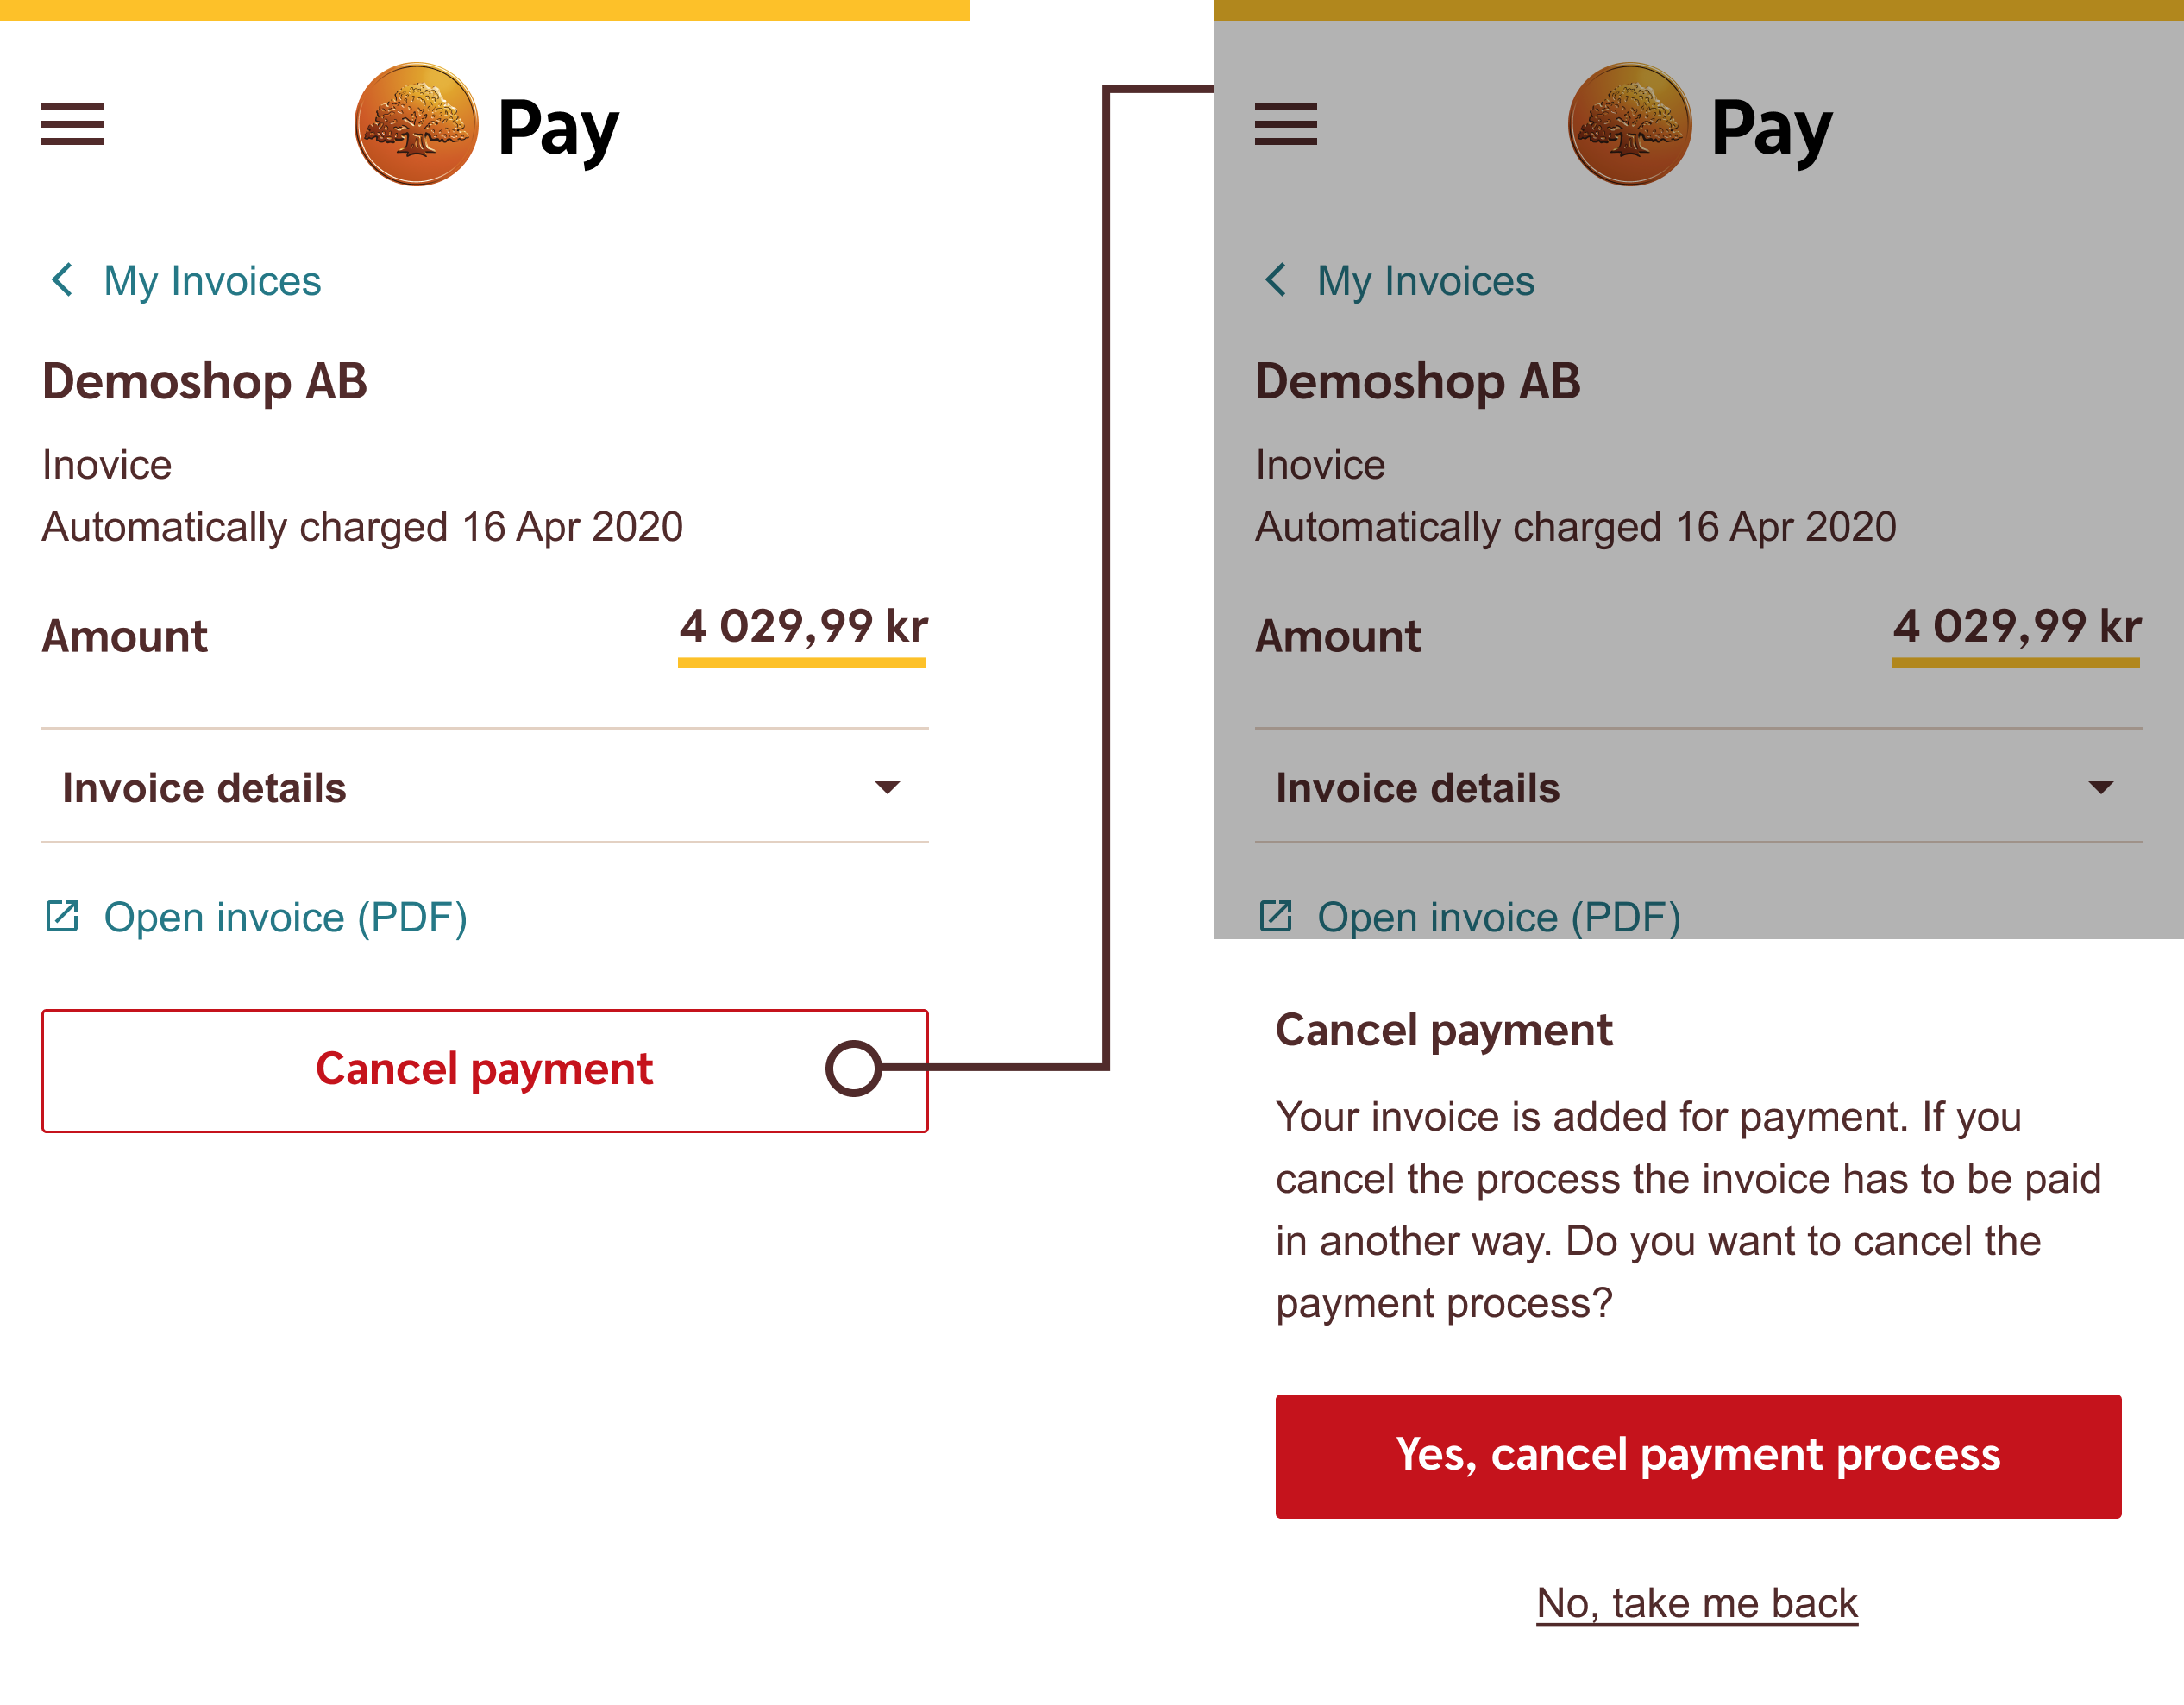 Pay
My Invoices
Demoshop AB
Inovice
Automatically charged 16 Apr 2020
Amount
4 029,99 kr
Invoice details
Open invoice (PDF)
Cancel payment
Pay
My Invoices
Demoshop AB
Inovice
Automatically charged 16 Apr 2020
Amount
4 029,99 kr
Invoice details
Open invoice (PDF)
Cancel payment
Your invoice is added for payment. If you
cancel the process the invoice has to be paid
in another way. Do you want to cancel the
payment process?
Yes, cancel payment process
No, take me back